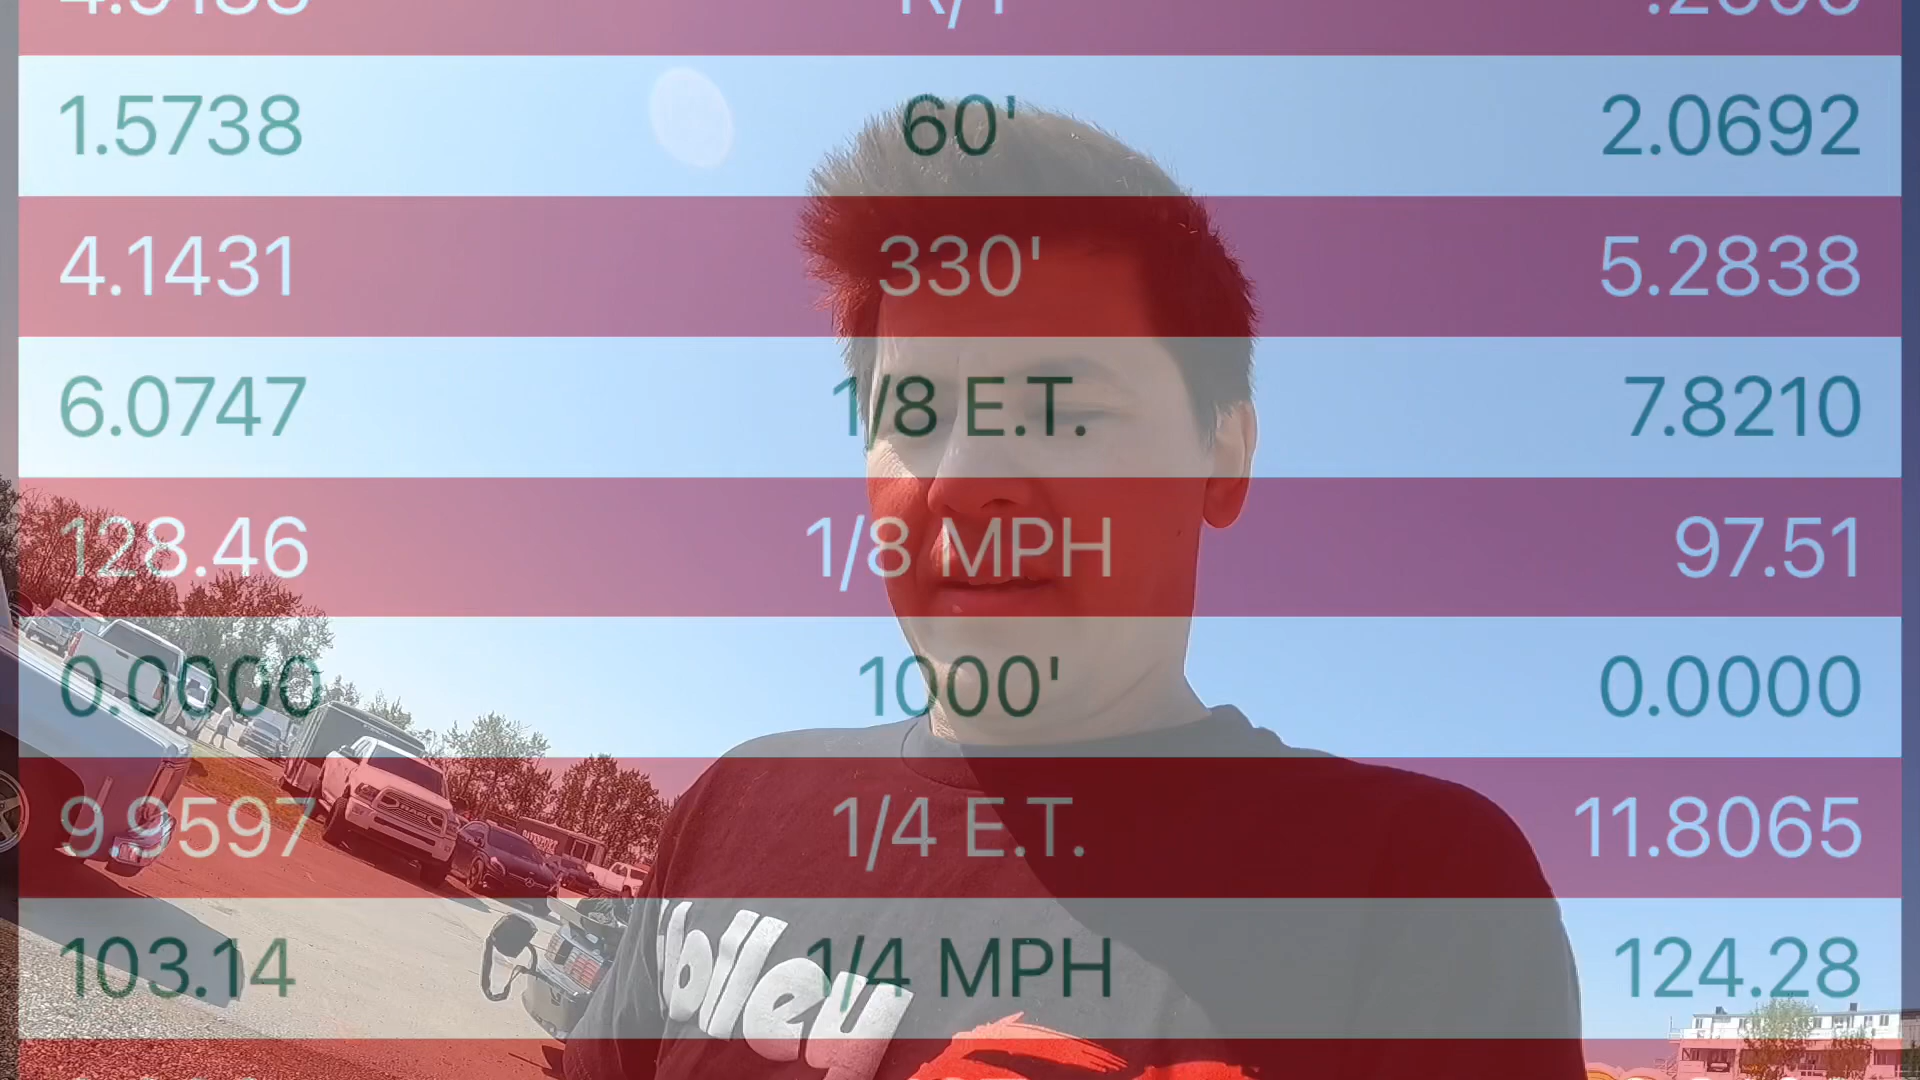 1.5738 60' 2.0692
4.1431 330' 5.2838
6.0747 1/8 E.T. 7.8210
128.46 1/8 MPH 97.51
0.0000 1000' 0.0000
9.9597 1/4 E.T. 11.8065
103.14 1/4 MPH 124.28
Holley